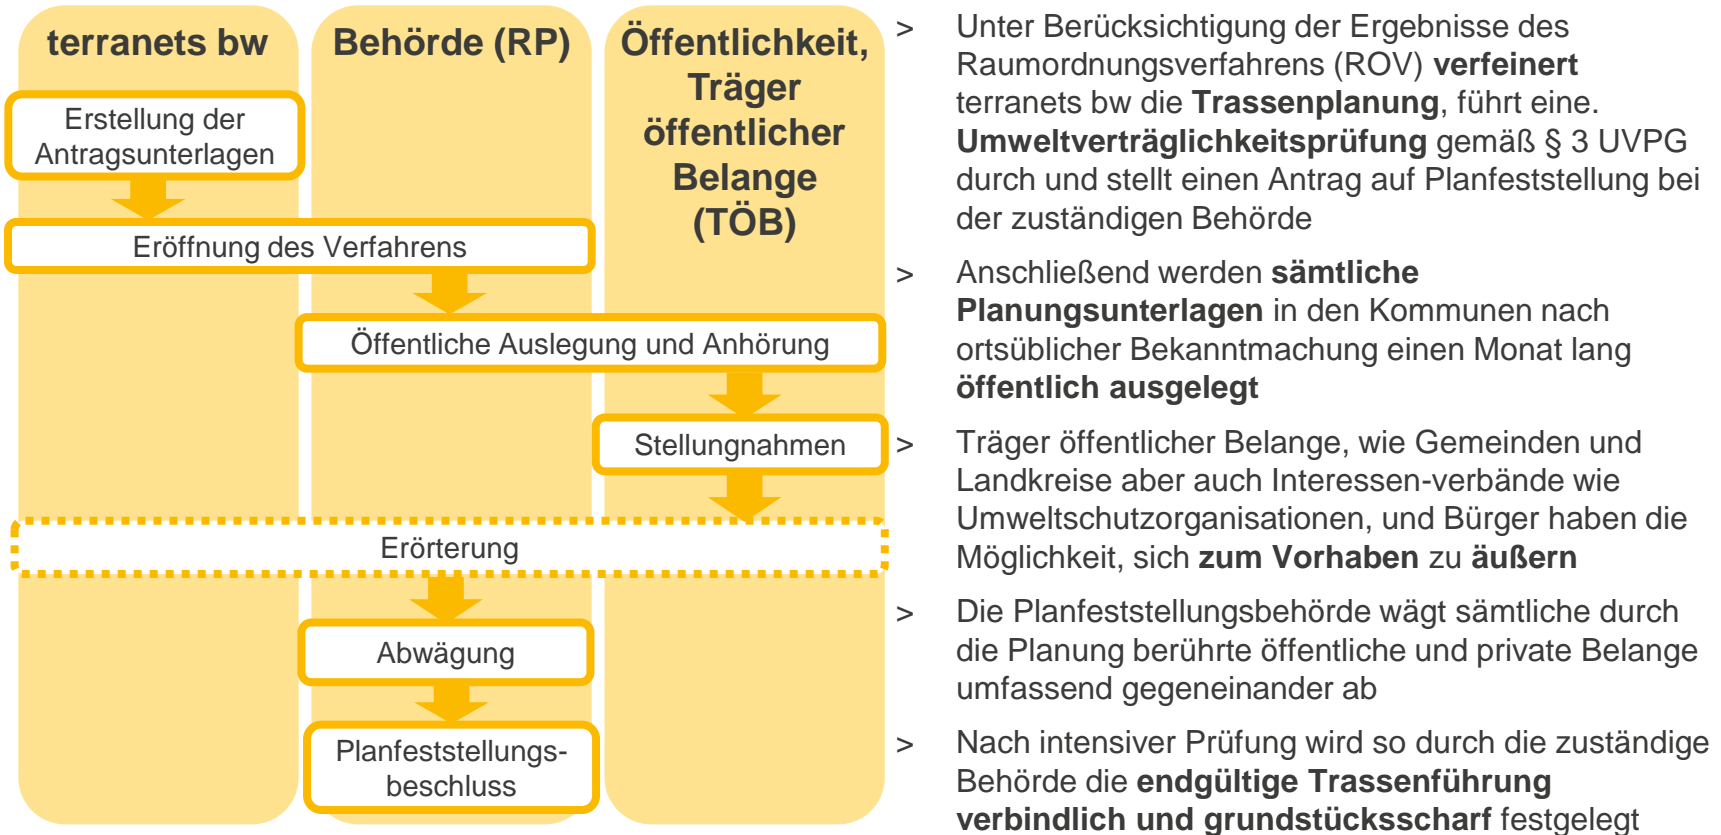 terranets bw
Behörde (RP)
Öffentlichkeit,
Träger
öffentlicher
Belange
(TÖB)
Erstellung der
Antragsunterlagen
Eröffnung des Verfahrens
Öffentliche Auslegung und Anhörung
Stellungnahmen
Erörterung
Abwägung
Planfeststellungs-
beschluss
> Unter Berücksichtigung der Ergebnisse des
Raumordnungsverfahrens (ROV) verfeinert
terranets bw die Trassenplanung, führt eine.
Umweltverträglichkeitsprüfung gemäß § 3 UVPG
durch und stellt einen Antrag auf Planfeststellung bei
der zuständigen Behörde
> Anschließend werden sämtliche
Planungsunterlagen in den Kommunen nach
ortsüblicher Bekanntmachung einen Monat lang
öffentlich ausgelegt
> Träger öffentlicher Belange, wie Gemeinden und
Landkreise aber auch Interessen-verbände wie
Umweltschutzorganisationen, und Bürger haben die
Möglichkeit, sich zum Vorhaben zu äußern
> Die Planfeststellungsbehörde wägt sämtliche durch
die Planung berührte öffentliche und private Belange
umfassend gegeneinander ab
> Nach intensiver Prüfung wird so durch die zuständige
Behörde die endgültige Trassenführung
verbindlich und grundstücksscharf festgelegt